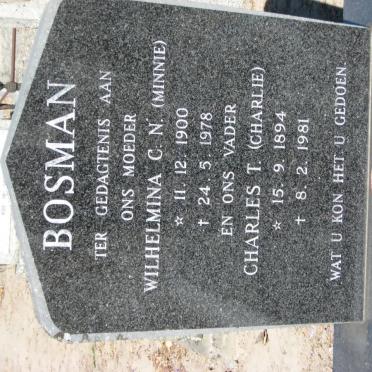 BOSMAN
TER GEDAGTENIS AAN
ONS MOEDER
WILHELMINA C. N. (MINNIE)
☆ 11. 12. 1900
† 24. 5. 1978
EN ONS VADER
CHARLES T. (CHARLIE)
☆ 15. 9. 1894
† 8. 2. 1981
WAT U KON HET U GEDOEN.